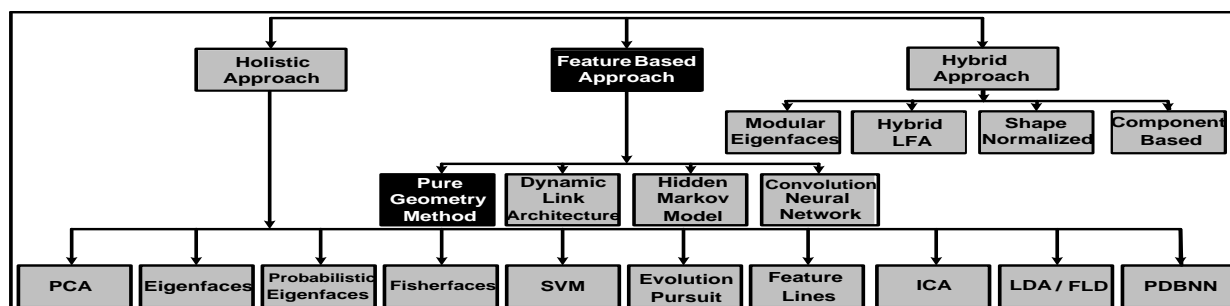 Holistic
Approach
Feature Based
Approach
Hybrid
Approach
Modular
Eigenfaces
Hybrid
LFA
Shape
Normalized
Component
Based
Pure
Geometry
Method
Dynamic
Link
Architecture
Hidden
Markov
Model
Convolution
Neural
Network
PCA
Eigenfaces
Probabilistic
Eigenfaces
Fisherfaces
SVM
Evolution
Pursuit
Feature
Lines
ICA
LDA / FLD
PDBNN